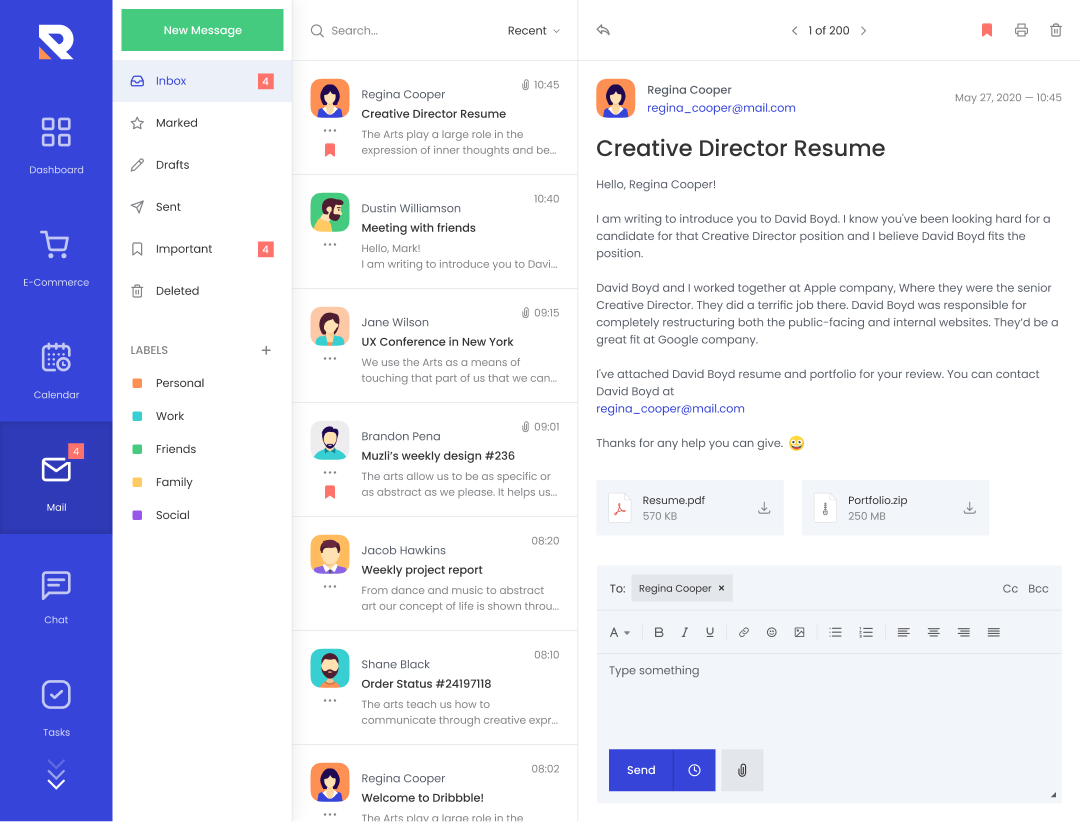 Dashboard
E-Commerce
Calendar
4
Mail
Chat
Tasks
New Message
Inbox 4
Marked
Drafts
Sent
Important 4
Deleted
LABELS +
Personal
Work
Friends
Family
Social
Search... Recent
10:45
Regina Cooper
Creative Director Resume
The Arts play a large role in the
expression of inner thoughts and be...
10:40
Dustin Williamson
Meeting with friends
Hello, Mark!
I am writing to introduce you to Davi...
09:15
Jane Wilson
UX Conference in New York
We use the Arts as a means of
touching that part of us that we can...
09:01
Brandon Pena
Muzli’s weekly design #236
The arts allow us to be as specific or
as abstract as we please. It helps us...
08:20
Jacob Hawkins
Weekly project report
From dance and music to abstract
art our concept of life is shown throu...
08:10
Shane Black
Order Status #24197118
The arts teach us how to
communicate through creative expr...
08:02
Regina Cooper
Welcome to Dribbble!
The Arts play a large role in the
1 of 200
Regina Cooper
regina_cooper@mail.com
May 27, 2020 — 10:45
Creative Director Resume
Hello, Regina Cooper!
I am writing to introduce you to David Boyd. I know you've been looking hard for a
candidate for that Creative Director position and I believe David Boyd fits the
position.
David Boyd and I worked together at Apple company, Where they were the senior
Creative Director. They did a terrific job there. David Boyd was responsible for
completely restructuring both the public-facing and internal websites. They’d be a
great fit at Google company.
I've attached David Boyd resume and portfolio for your review. You can contact
David Boyd at
regina_cooper@mail.com
Thanks for any help you can give.
Resume.pdf
570 KB
Portfolio.zip
250 MB
To: Regina Cooper × Cc Bcc
A B I U
Type something
Send